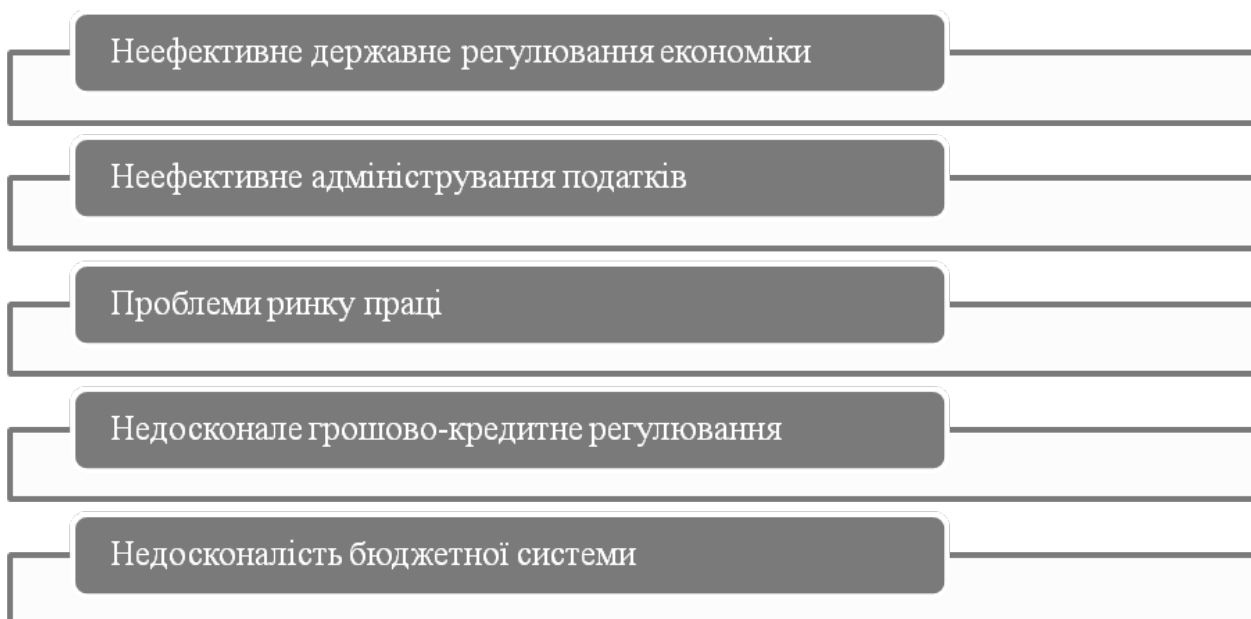 Неефективне державне регулювання економіки
Неефективне адміністрування податків
Проблеми ринку праці
Недосконале грошово-кредитне регулювання
Недосконалість бюджетної системи